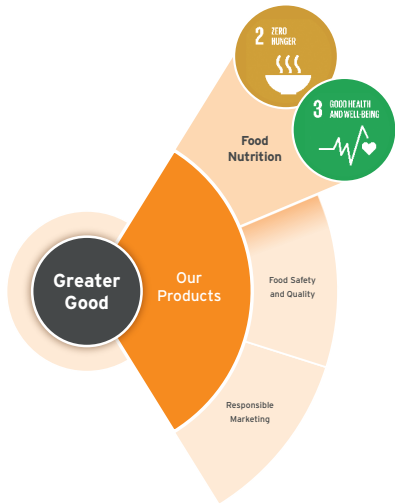 2 ZERO
HUNGER
3 GOOD HEALTH
AND WELL-BEING
Food
Nutrition
Greater
Good
Our
Products
Food Safety
and Quality
Responsible
Marketing